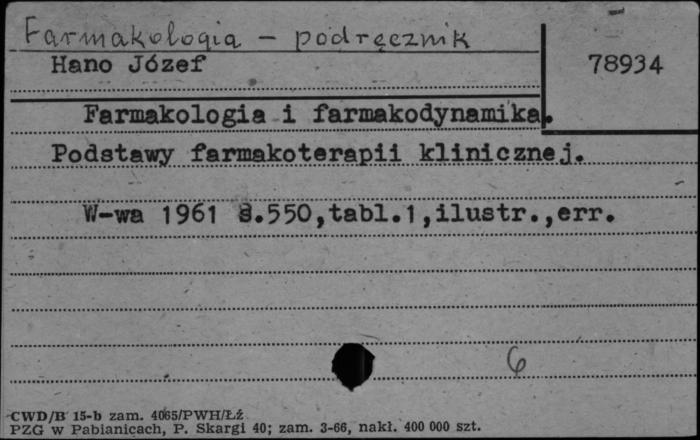 Farmakologia – podręcznik
Hano Józef
78934
Farmakologia i farmakodynamika.
Podstawy farmakoterapii klinicznej.
W-wa 1961 s.550,tabl.1,ilustr.,err.
6
CWD/B 15-b zam. 4065/PWH/Łź
PZG w Pabianicach, P. Skargi 40; zam. 3-66, nakł. 400 000 szt.